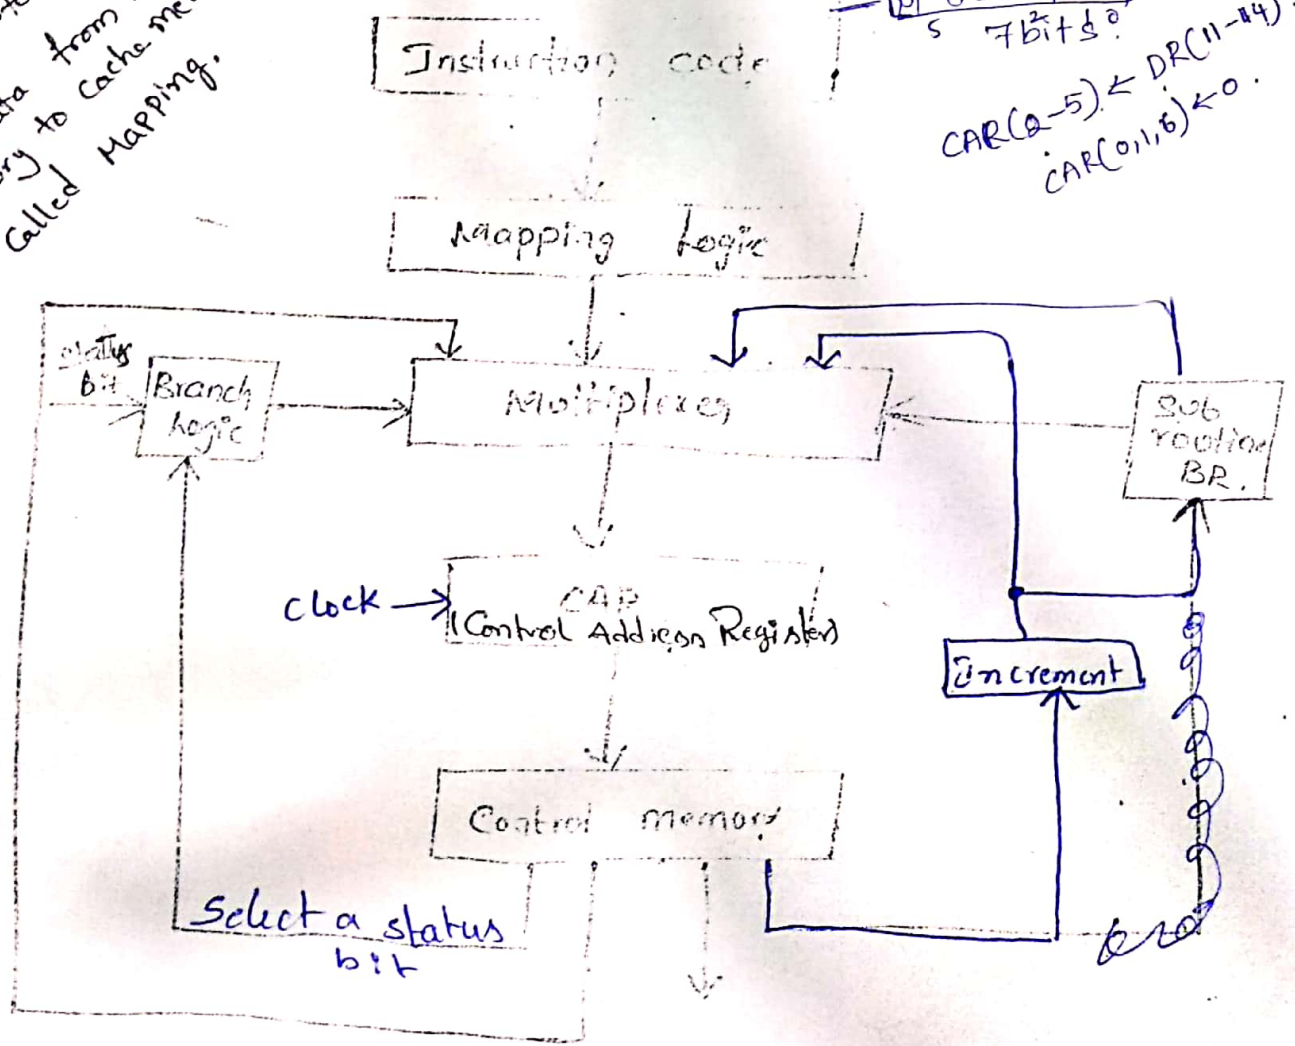 data from
to Cache
called Mapping.
5 7bits
CAR(2-5) ← DR(11-14)
CAR(0,1,6) ← 0.
Instruction code
Mapping Logic
status
bit
Branch
Logic
Multiplexer
Sub
routine
BR.
Clock
CAR
(Control Address Register)
Increment
Control memory
Select a status
bit